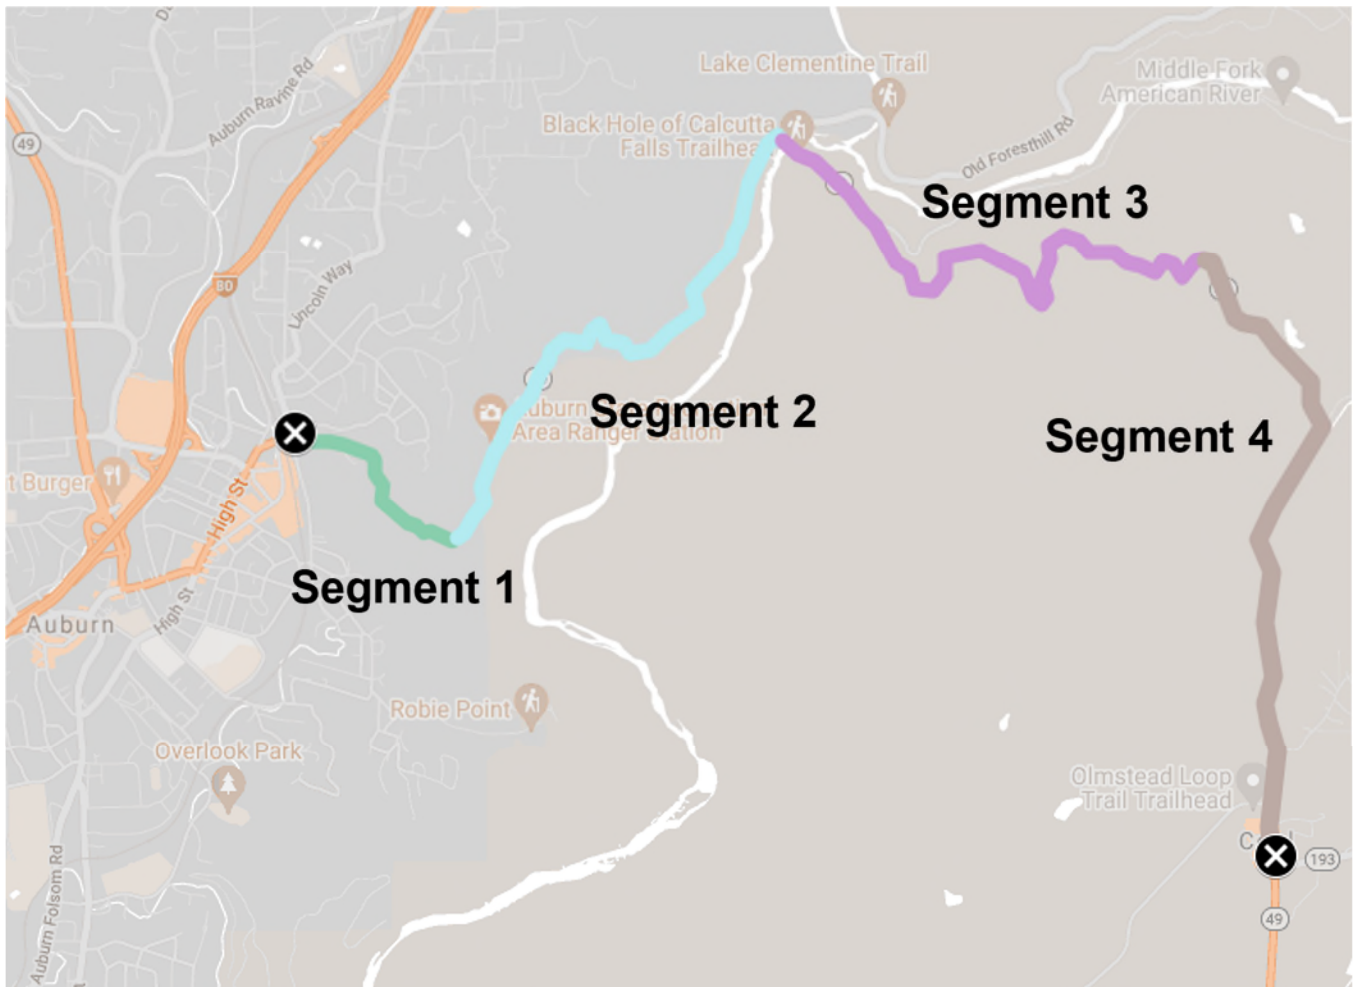 Lake Clementine Trail
Middle Fork
American River
Auburn Ravine Rd
49
Black Hole of Calcutta
Falls
Old Foresthill Rd
Segment 3
80
Lincoln Way
Segment 2
Area Ranger Station
Segment 4
t Burger
High St
Segment 1
High St
Auburn
Robie Point
Overlook Park
Olmstead Loop
Trail Trailhead
193
Auburn Folsom Rd
49